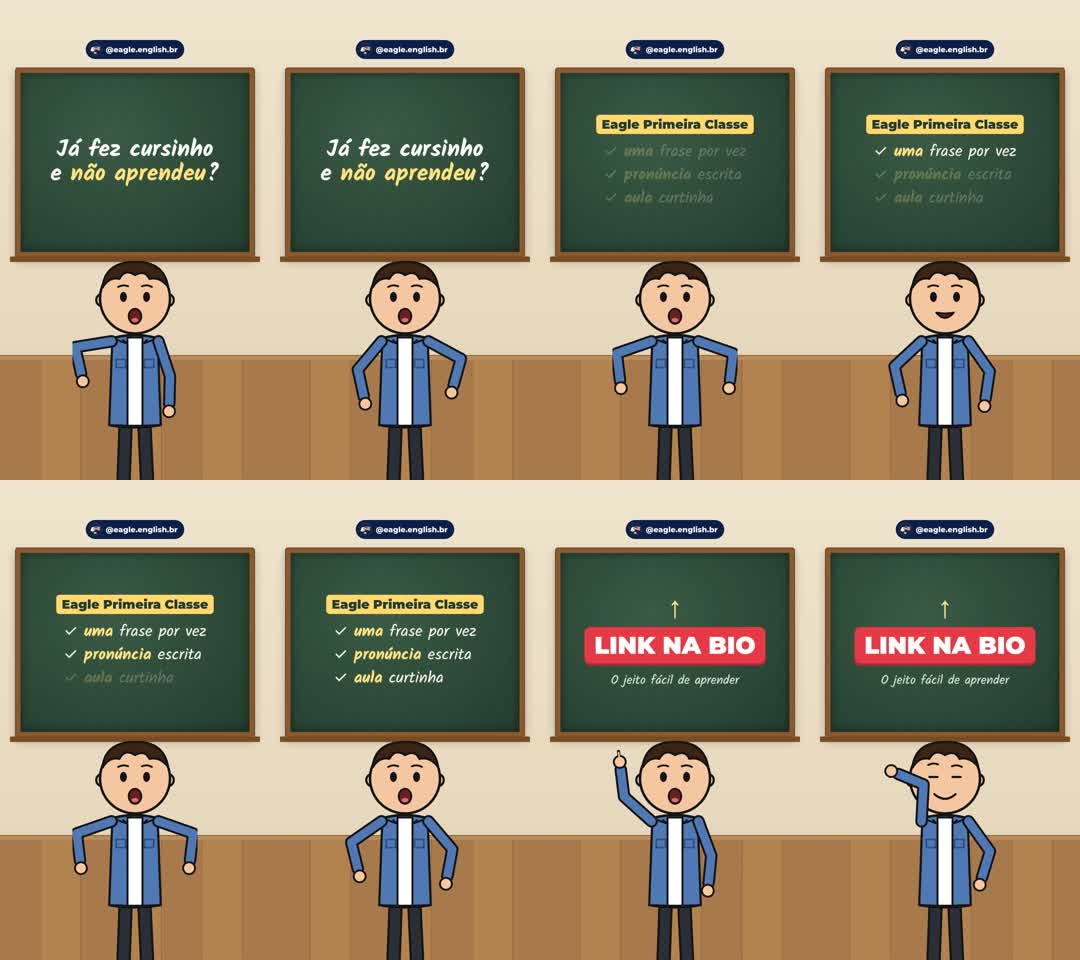 @eagle.english.br
@eagle.english.br
@eagle.english.br
@eagle.english.br
Já fez cursinho
e não aprendeu?
Já fez cursinho
e não aprendeu?
Eagle Primeira Classe
✓ uma frase por vez
✓ pronúncia escrita
✓ aula curtinha
Eagle Primeira Classe
✓ uma frase por vez
✓ pronúncia escrita
✓ aula curtinha
@eagle.english.br
@eagle.english.br
@eagle.english.br
@eagle.english.br
Eagle Primeira Classe
✓ uma frase por vez
✓ pronúncia escrita
✓ aula curtinha
Eagle Primeira Classe
✓ uma frase por vez
✓ pronúncia escrita
✓ aula curtinha
↑
LINK NA BIO
O jeito fácil de aprender
↑
LINK NA BIO
O jeito fácil de aprender